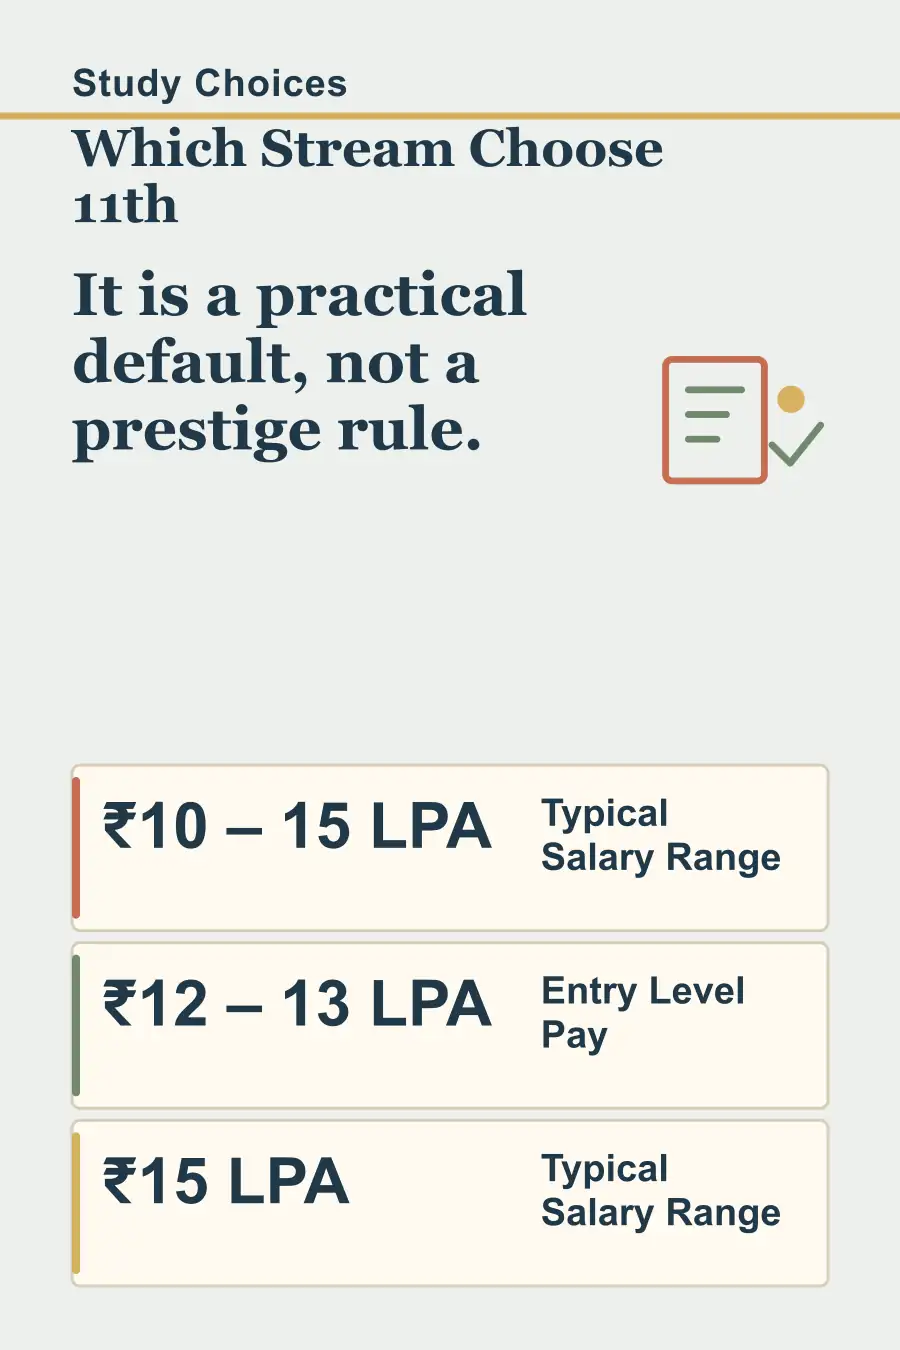 Study Choices
Which Stream Choose
11th
It is a practical
default, not a
prestige rule.
₹10 – 15 LPA
Typical
Salary Range
₹12 – 13 LPA
Entry Level
Pay
₹15 LPA
Typical
Salary Range